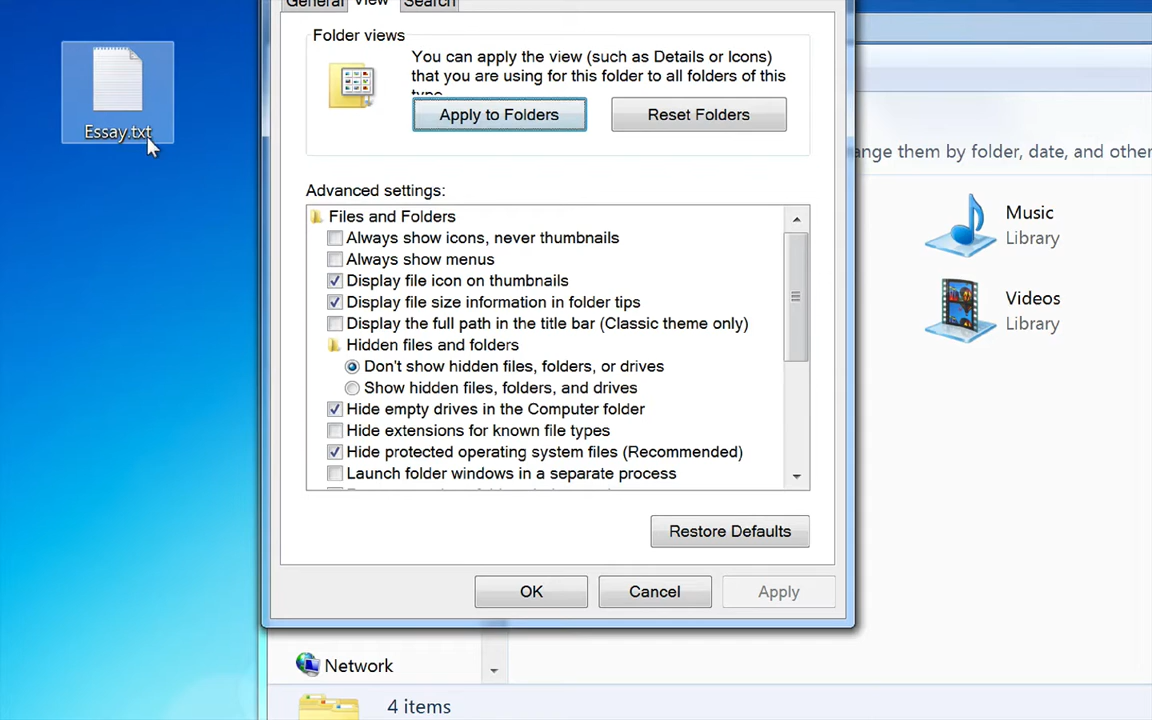 General View Search
Folder views
You can apply the view (such as Details or Icons)
that you are using for this folder to all folders of this
type.
Apply to Folders
Reset Folders
Advanced settings:
Files and Folders
Always show icons, never thumbnails
Always show menus
Display file icon on thumbnails
Display file size information in folder tips
Display the full path in the title bar (Classic theme only)
Hidden files and folders
Don't show hidden files, folders, or drives
Show hidden files, folders, and drives
Hide empty drives in the Computer folder
Hide extensions for known file types
Hide protected operating system files (Recommended)
Launch folder windows in a separate process
Restore Defaults
OK
Cancel
Apply
Essay.txt
ange them by folder, date, and other
Music
Library
Videos
Library
Network
4 items